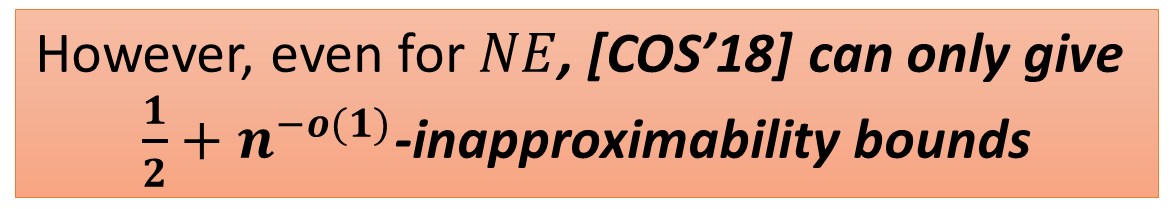 However, even for NE, [COS’18] can only give
1/2 + n^{-o(1)}-inapproximability bounds